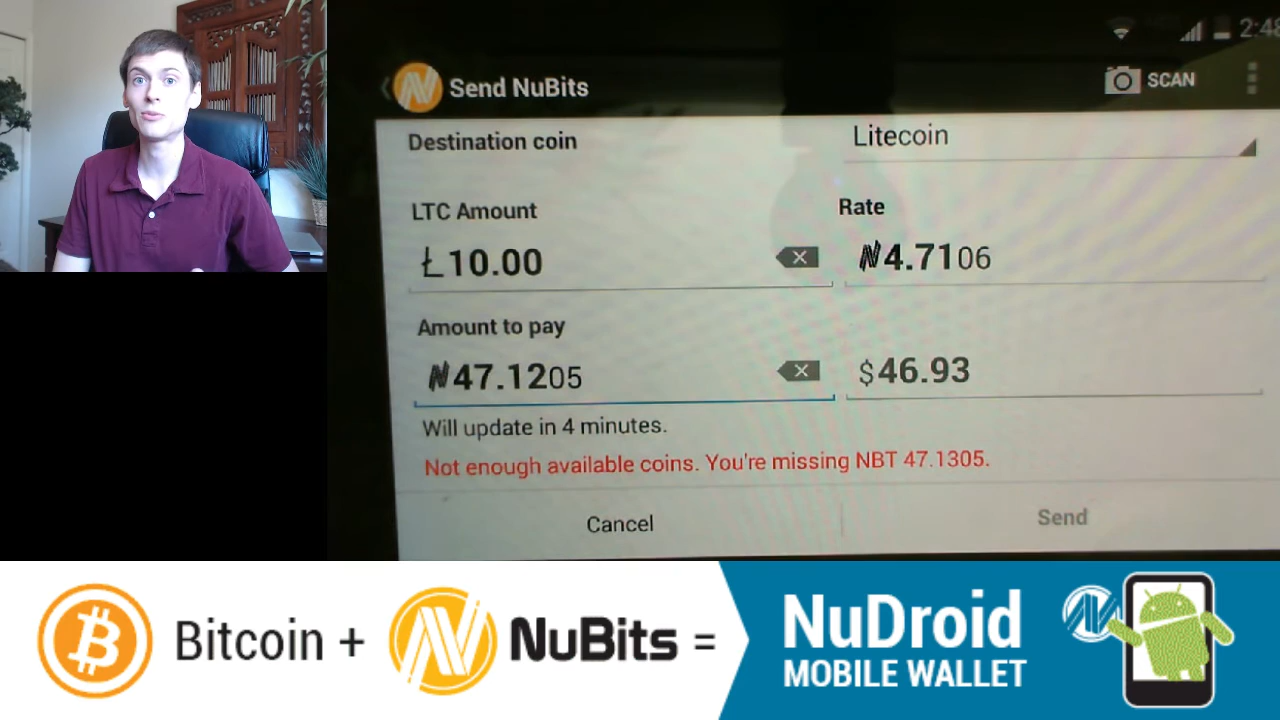 2:48
Send NuBits
SCAN
Destination coin
Litecoin
LTC Amount
Rate
Ł10.00
4.7106
Amount to pay
47.1205
$46.93
Will update in 4 minutes.
Not enough available coins. You're missing NBT 47.1305.
Cancel
Send
Bitcoin + NuBits =
NuDroid
MOBILE WALLET